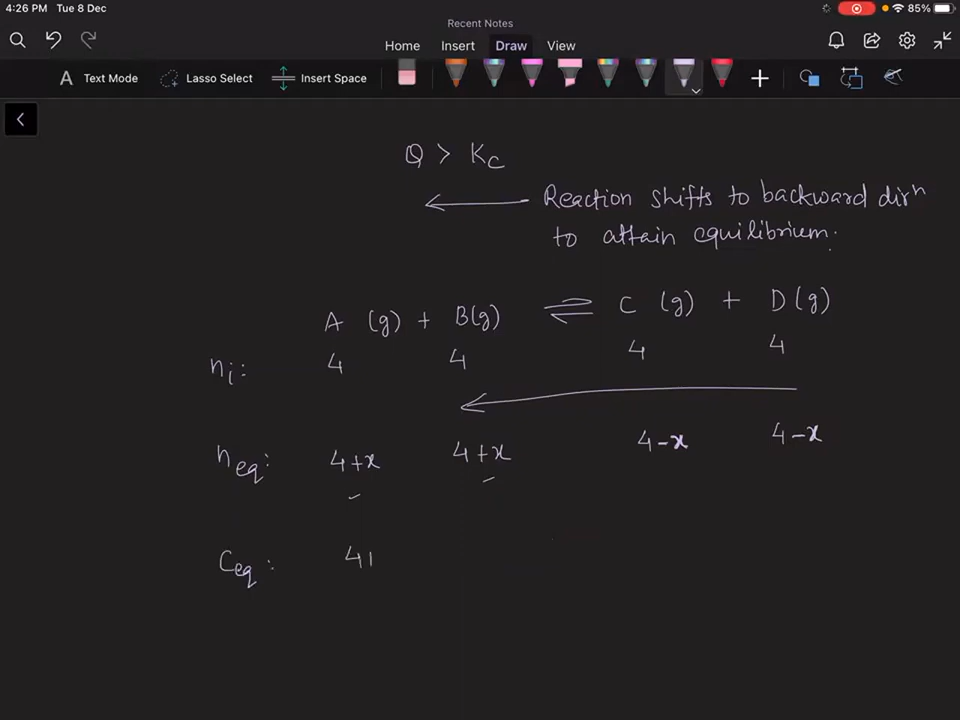 4:26 PM Tue 8 Dec
85%
Recent Notes
Home Insert Draw View
A Text Mode Lasso Select Insert Space
Q > Kc
Reaction shifts to backward dirⁿ
to attain equilibrium.
A (g) + B(g) ⇌ C (g) + D(g)
ni: 4 4 4 4
neq: 4+x 4+x 4-x 4-x
Ceq: 41